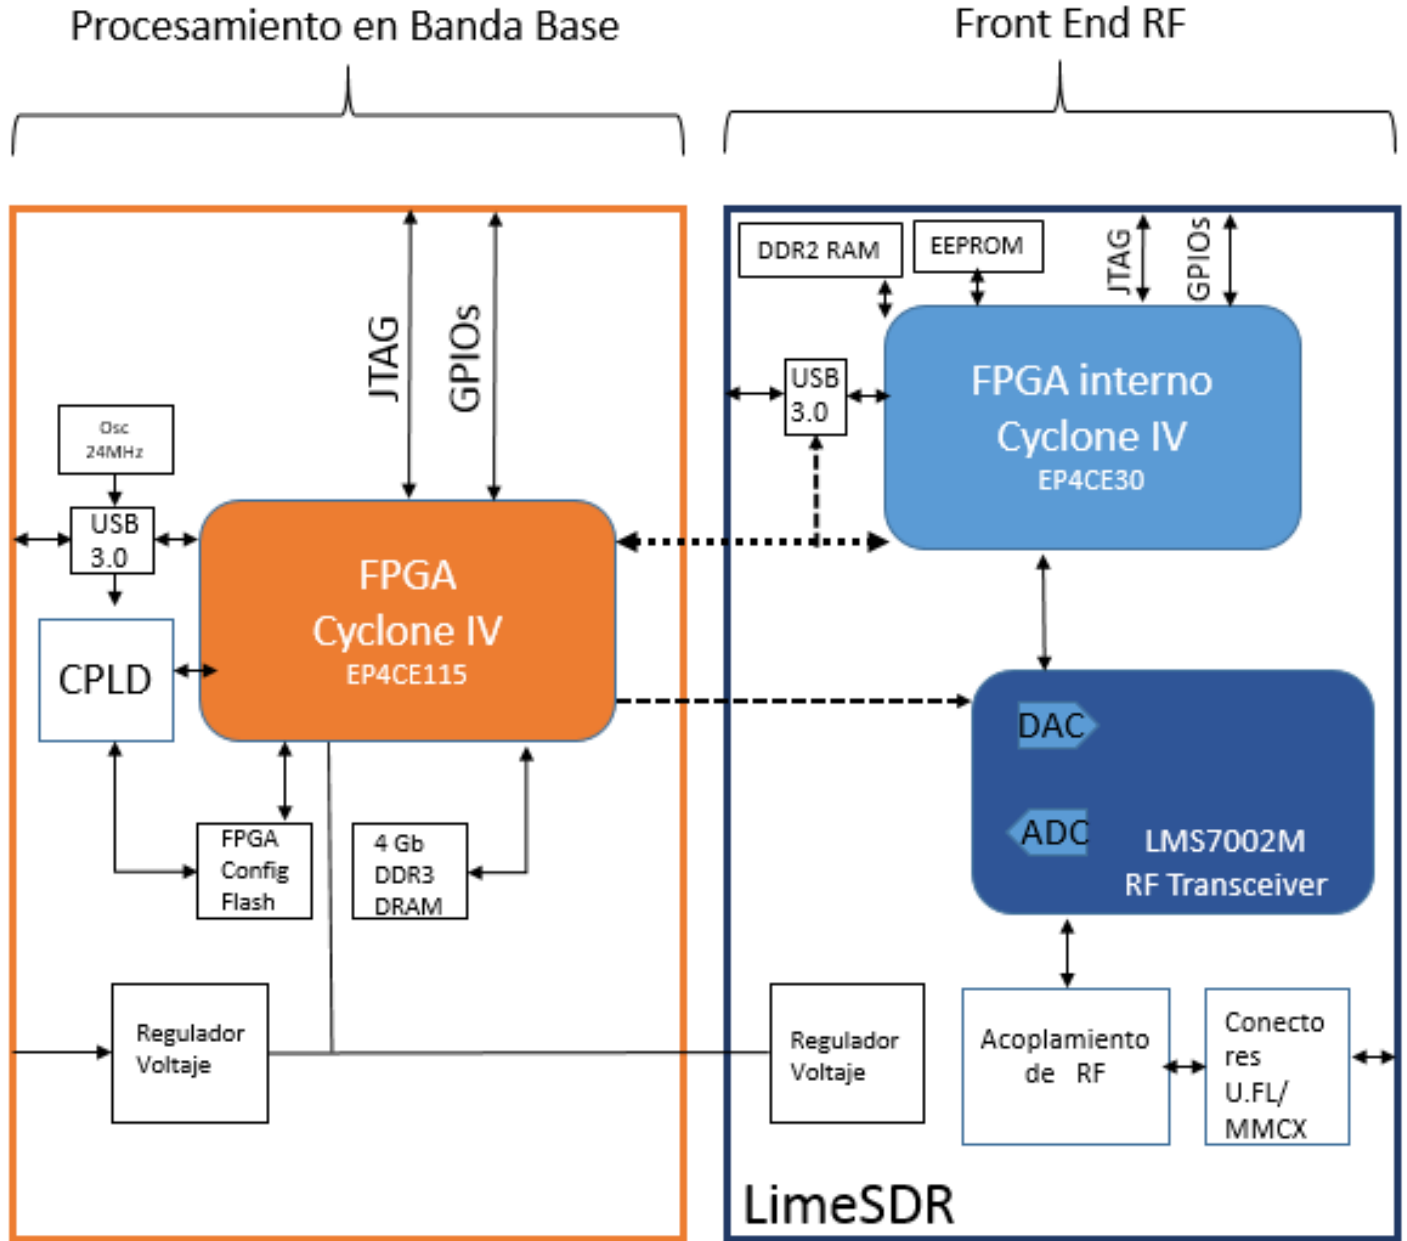 Procesamiento en Banda Base
Front End RF
JTAG
GPIOs
Osc
24MHz
USB
3.0
FPGA
Cyclone IV
EP4CE115
CPLD
FPGA
Config
Flash
4 Gb
DDR3
DRAM
Regulador
Voltaje
DDR2 RAM
EEPROM
JTAG
GPIOs
USB
3.0
FPGA interno
Cyclone IV
EP4CE30
DAC
ADC
LMS7002M
RF Transceiver
Regulador
Voltaje
Acoplamiento
de RF
Conecto
res
U.FL/
MMCX
LimeSDR